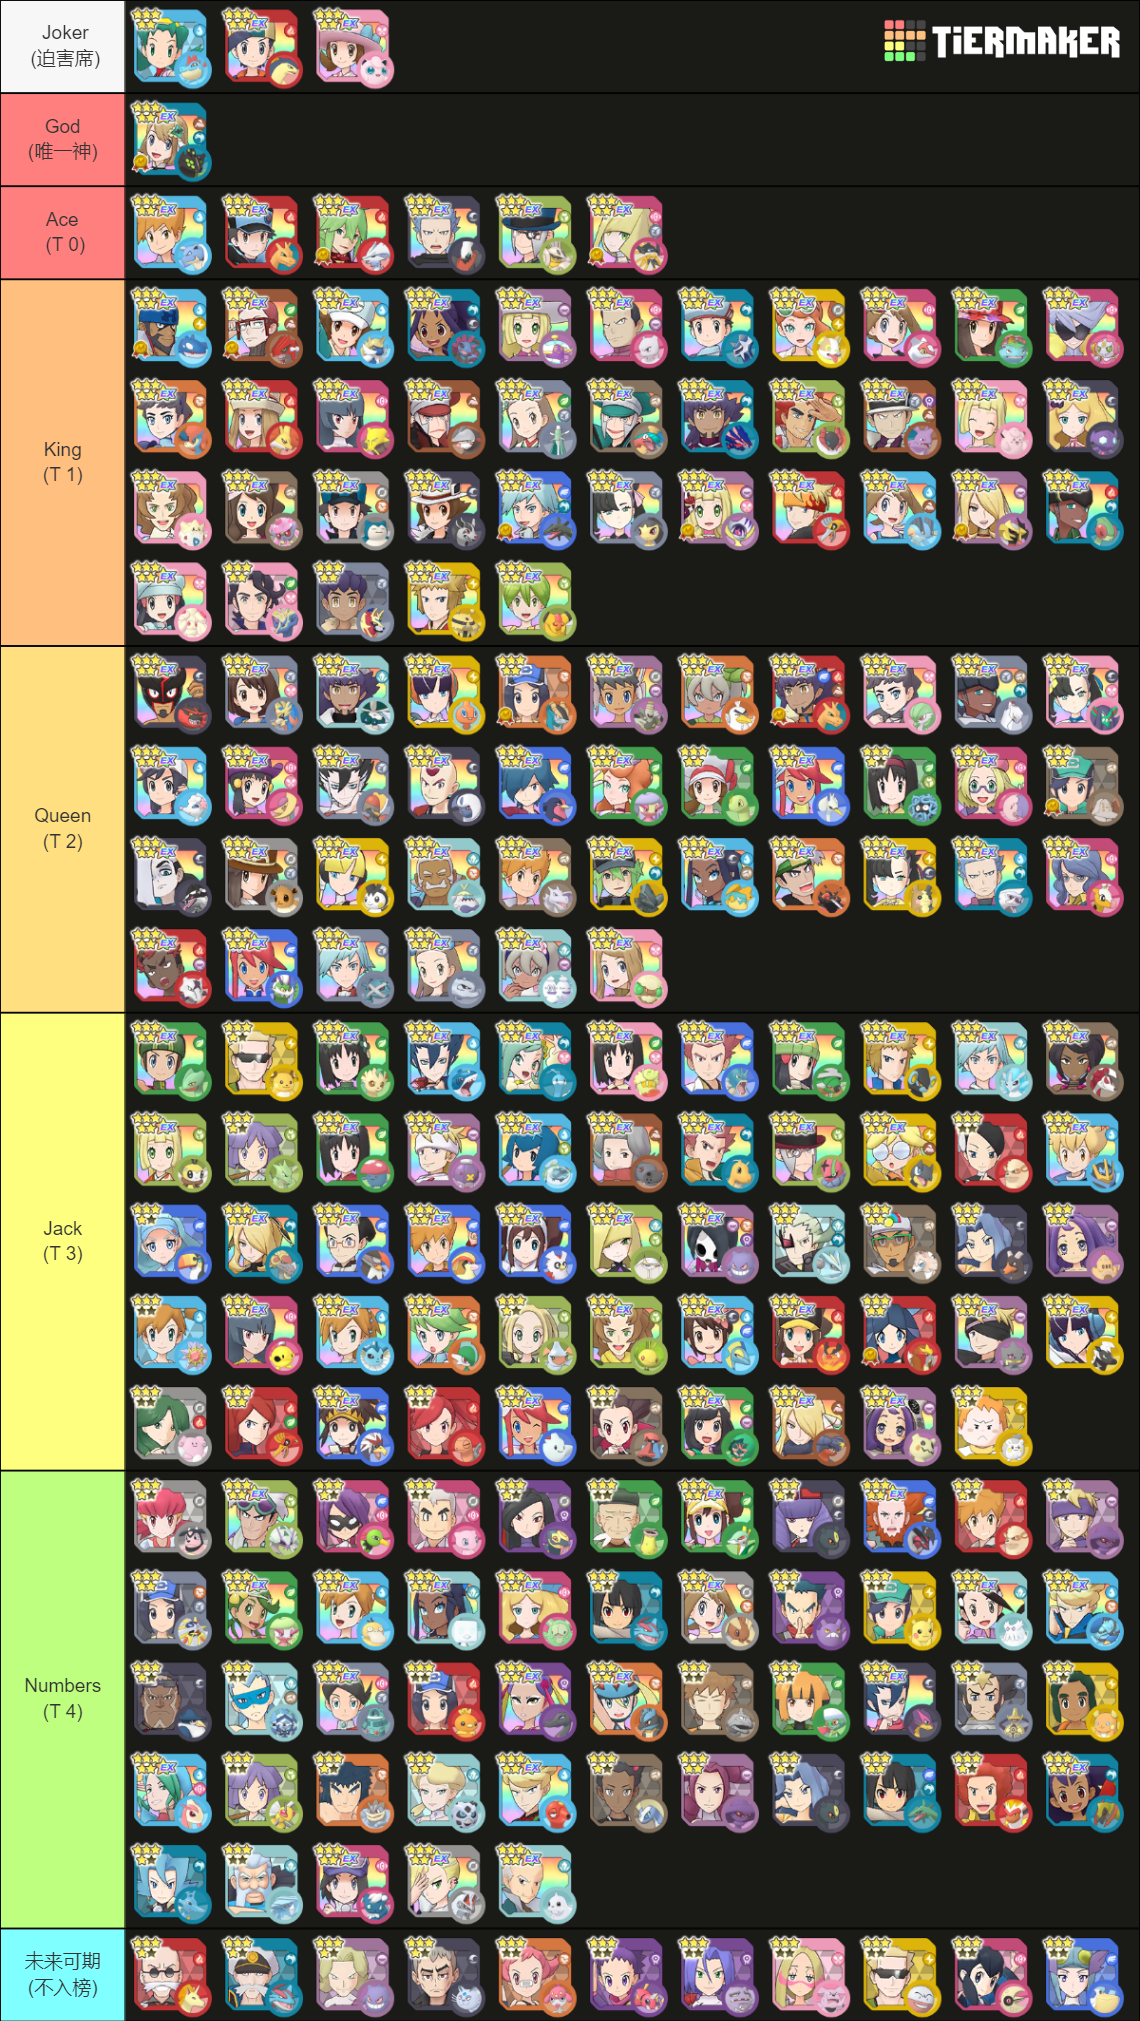 Joker
(迫害席)
TiERMAKER
God
(唯一神)
Ace
(T 0)
King
(T 1)
Queen
(T 2)
Jack
(T 3)
Numbers
(T 4)
未来可期
(不入榜)